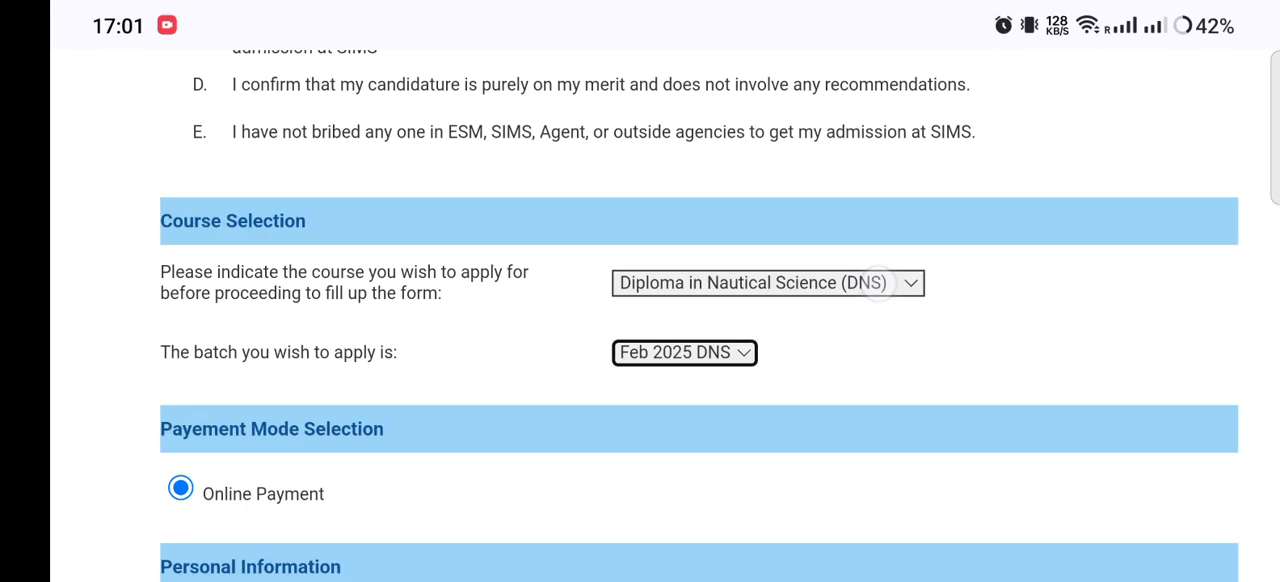 17:01
128 KB/S
R
42%
admission at SIMS
D. I confirm that my candidature is purely on my merit and does not involve any recommendations.
E. I have not bribed any one in ESM, SIMS, Agent, or outside agencies to get my admission at SIMS.
Course Selection
Please indicate the course you wish to apply for
before proceeding to fill up the form:
Diploma in Nautical Science (DNS)
The batch you wish to apply is:
Feb 2025 DNS
Payement Mode Selection
Online Payment
Personal Information